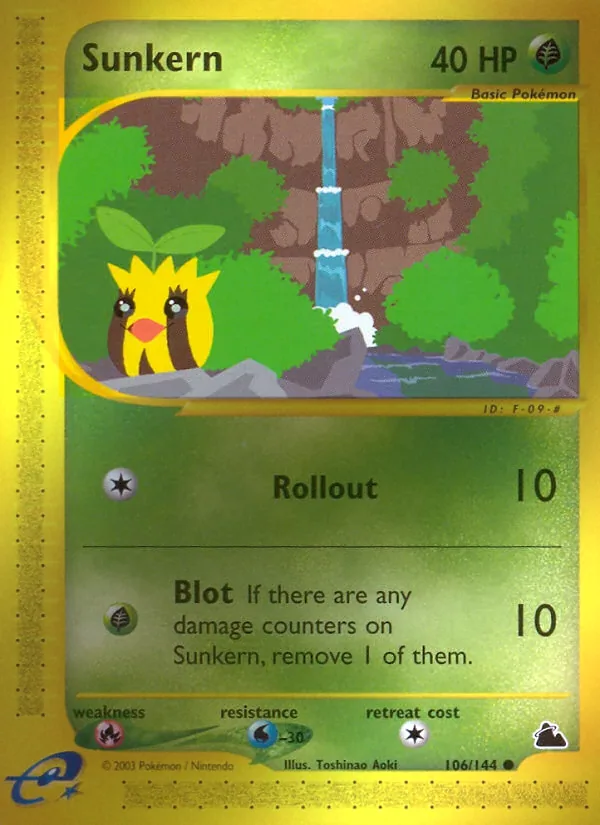 Sunkern 40 HP
Basic Pokémon
ID: F-09-#
Rollout 10
Blot If there are any
damage counters on
Sunkern, remove 1 of them.
10
weakness resistance retreat cost
-30
© 2003 Pokémon / Nintendo Illus. Toshinao Aoki 106/144